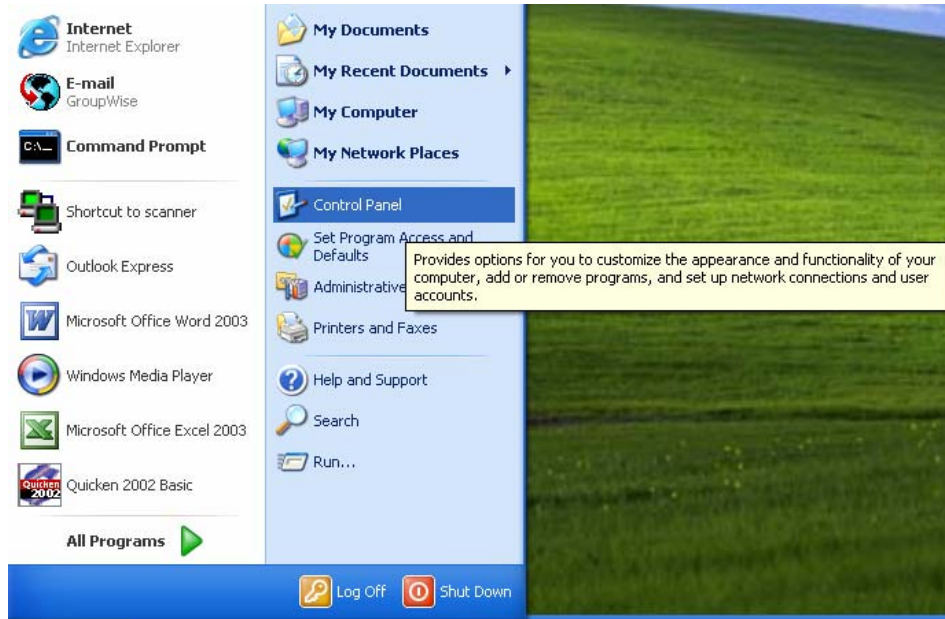 Internet
Internet Explorer
E-mail
GroupWise
C:\_
Command Prompt
Shortcut to scanner
Outlook Express
Microsoft Office Word 2003
Windows Media Player
Microsoft Office Excel 2003
Quicken
2002
Quicken 2002 Basic
All Programs
My Documents
My Recent Documents
My Computer
My Network Places
Control Panel
Set Program Access and
Defaults
Administrative
Printers and Faxes
Help and Support
Search
Run...
Provides options for you to customize the appearance and functionality of your
computer, add or remove programs, and set up network connections and user
accounts.
Log Off
Shut Down